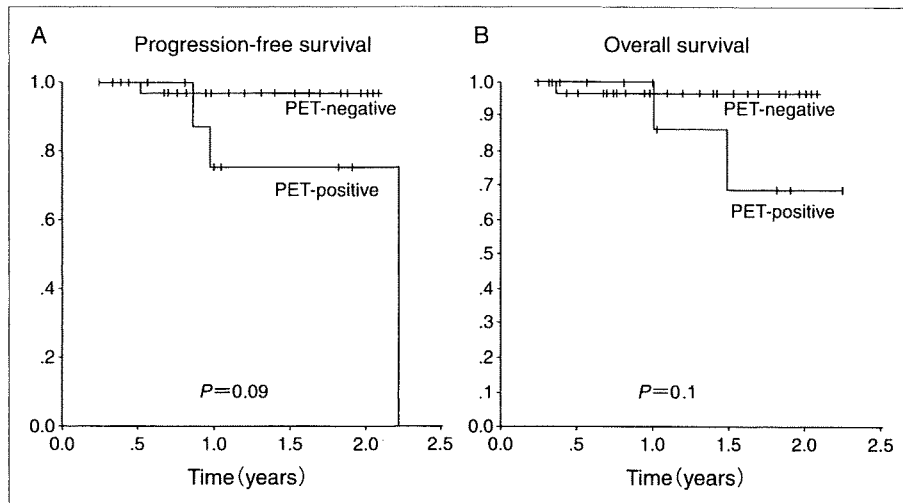 A
Progression-free survival
1.0
.8
.6
.4
.2
0.0
PET-negative
PET-positive
P=0.09
0.0 .5 1.0 1.5 2.0 2.5
Time (years)
B
Overall survival
1.0
.9
.8
.7
.6
.5
.4
.3
.2
.1
0.0
PET-negative
PET-positive
P=0.1
0.0 .5 1.0 1.5 2.0 2.5
Time (years)